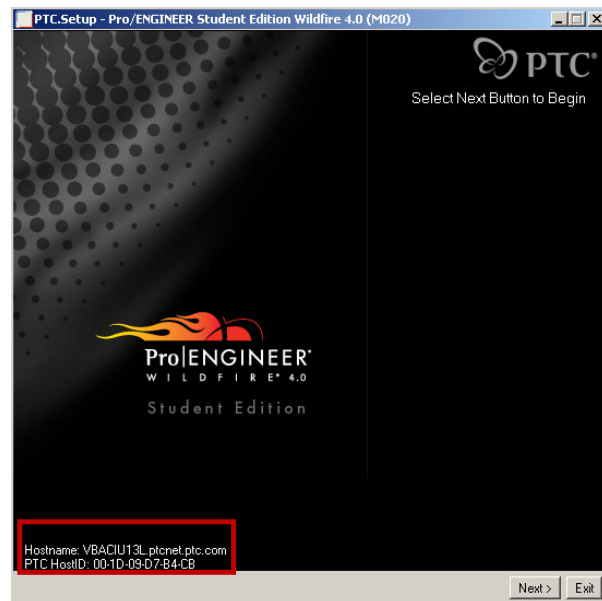 PTC.Setup - Pro/ENGINEER Student Edition Wildfire 4.0 (M020)
PTC®
Select Next Button to Begin
Pro|ENGINEER®
WILDFIRE® 4.0
Student Edition
Hostname: VBACIU13L.ptcnet.ptc.com
PTC HostID: 00-1D-09-D7-B4-CB
Next > Exit